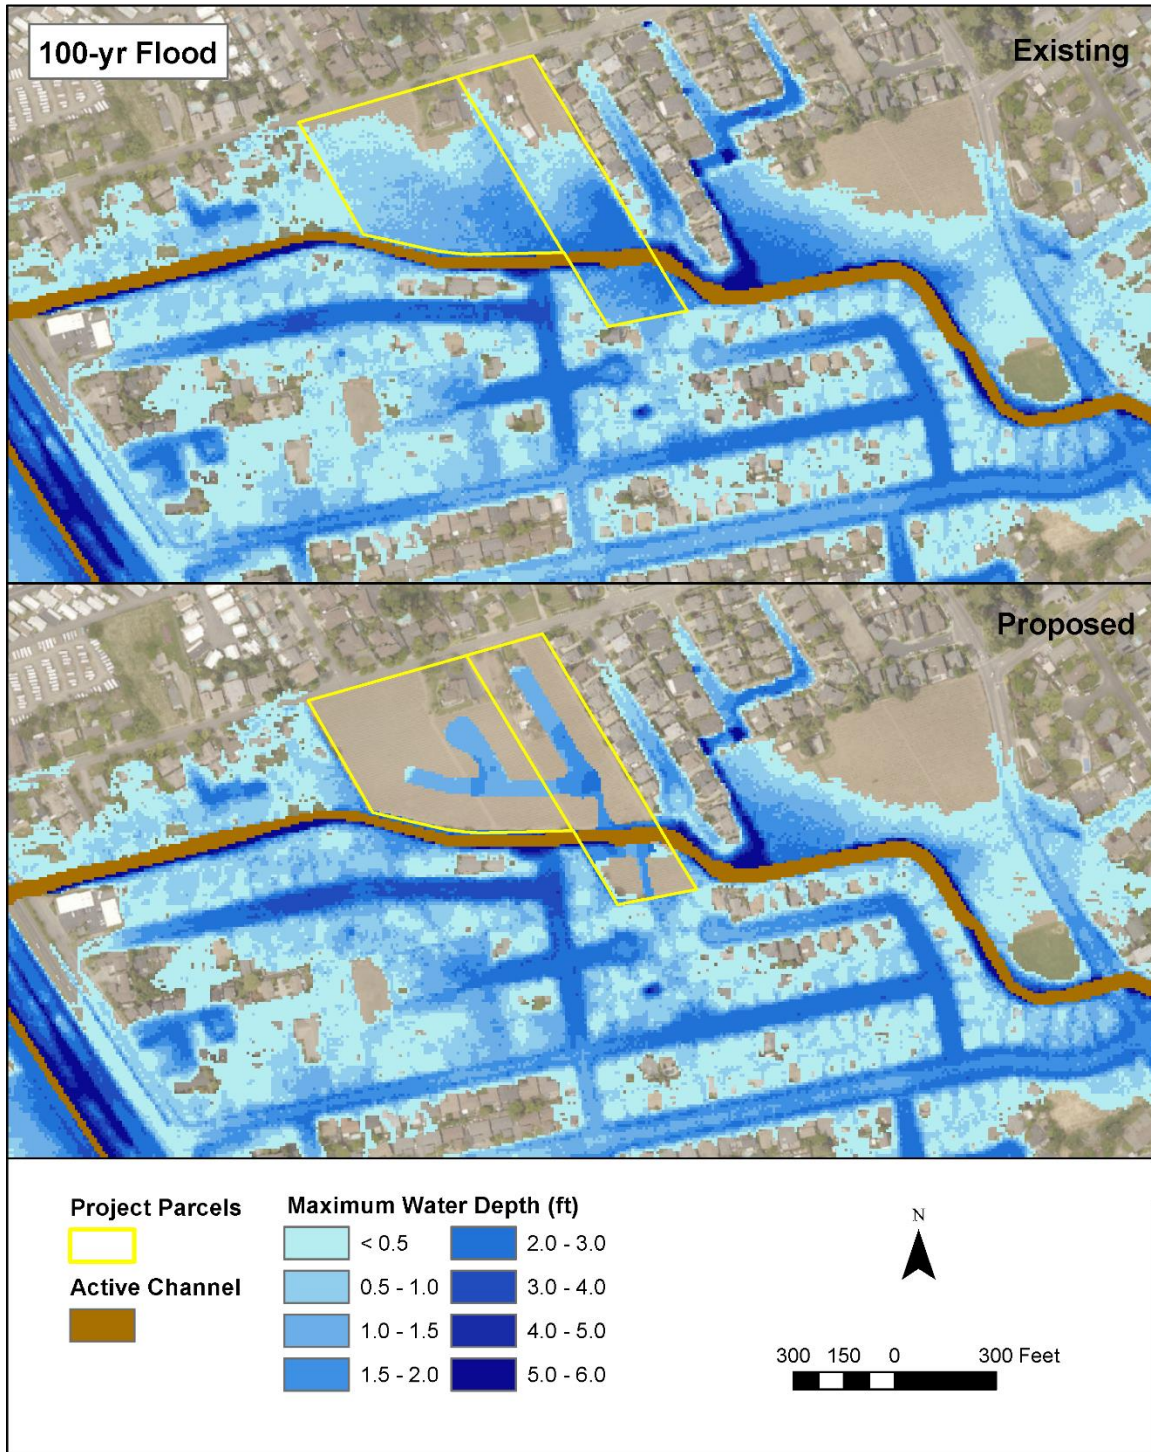 100-yr Flood
Existing
Proposed
Project Parcels
Active Channel
Maximum Water Depth (ft)
< 0.5
0.5 - 1.0
1.0 - 1.5
1.5 - 2.0
2.0 - 3.0
3.0 - 4.0
4.0 - 5.0
5.0 - 6.0
N
300 150 0 300 Feet